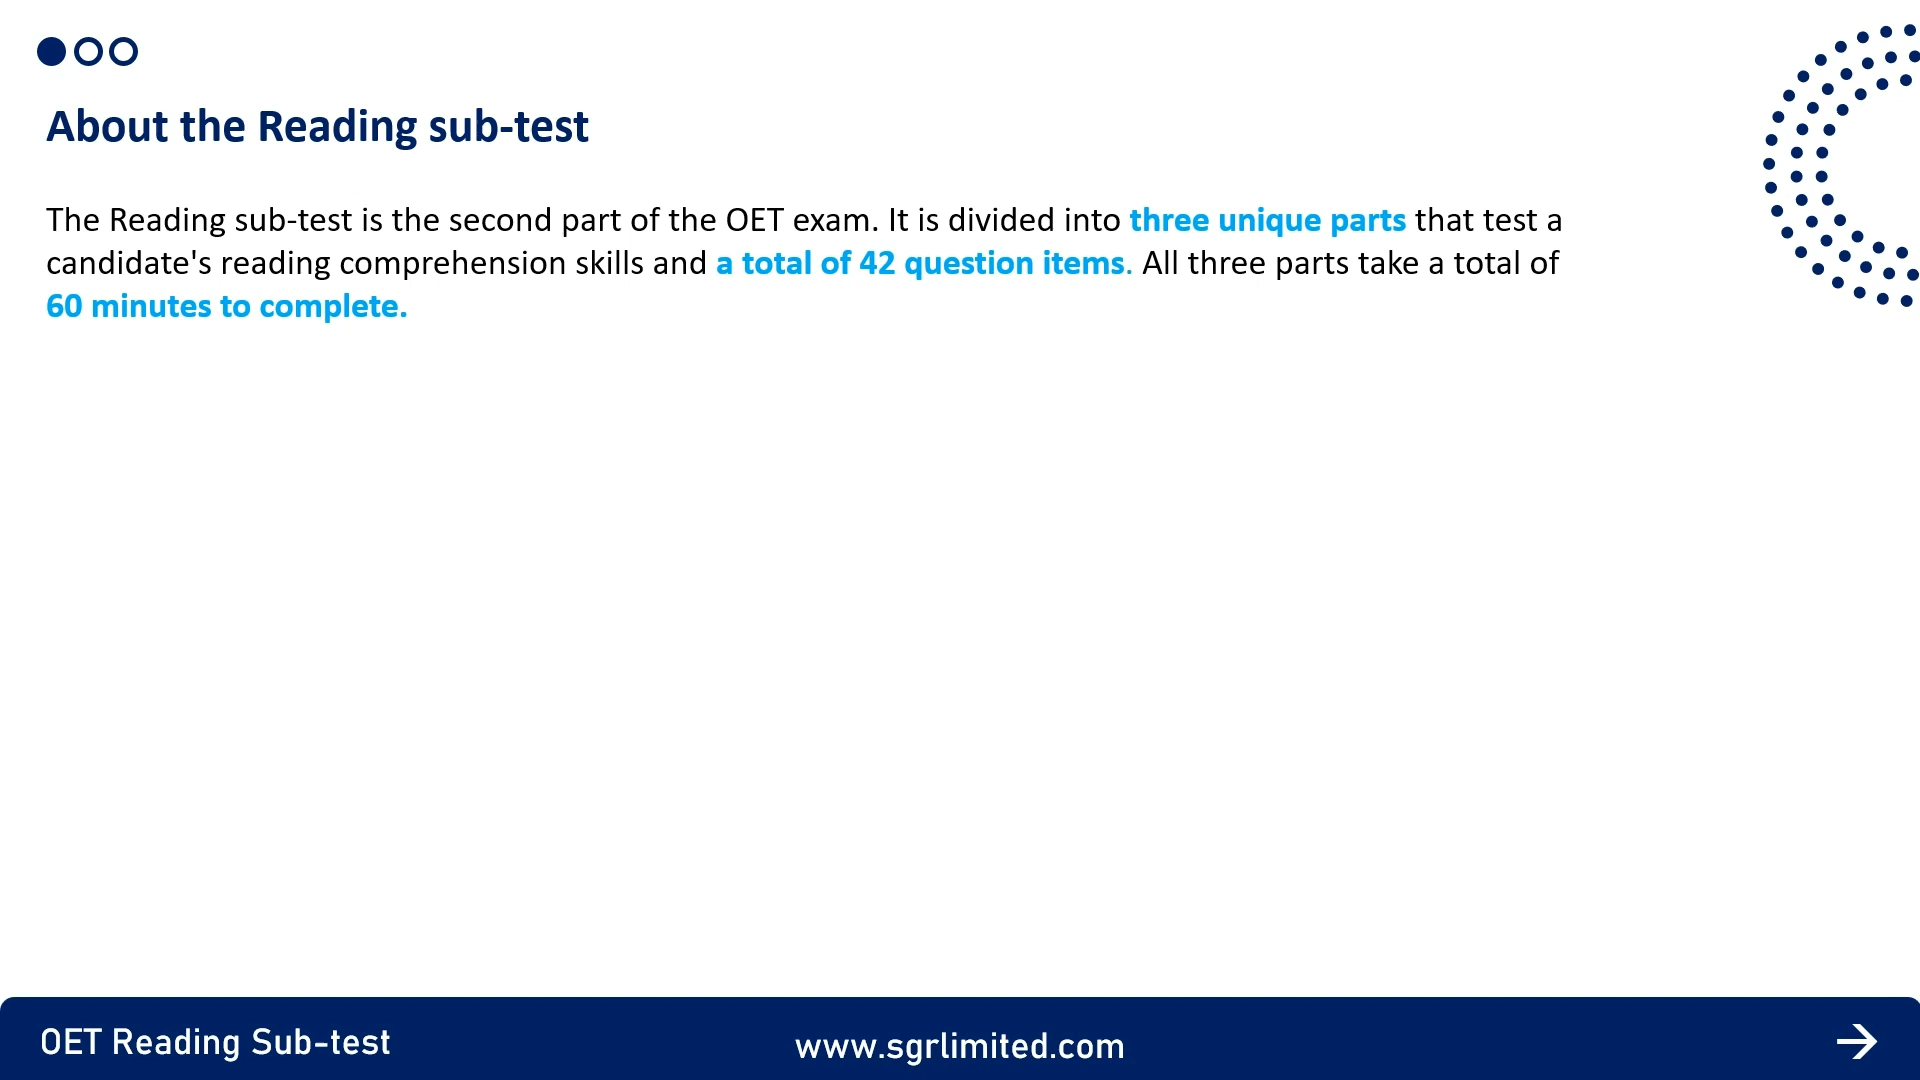 About the Reading sub-test
The Reading sub-test is the second part of the OET exam. It is divided into three unique parts that test a
candidate's reading comprehension skills and a total of 42 question items. All three parts take a total of
60 minutes to complete.
OET Reading Sub-test
www.sgrlimited.com